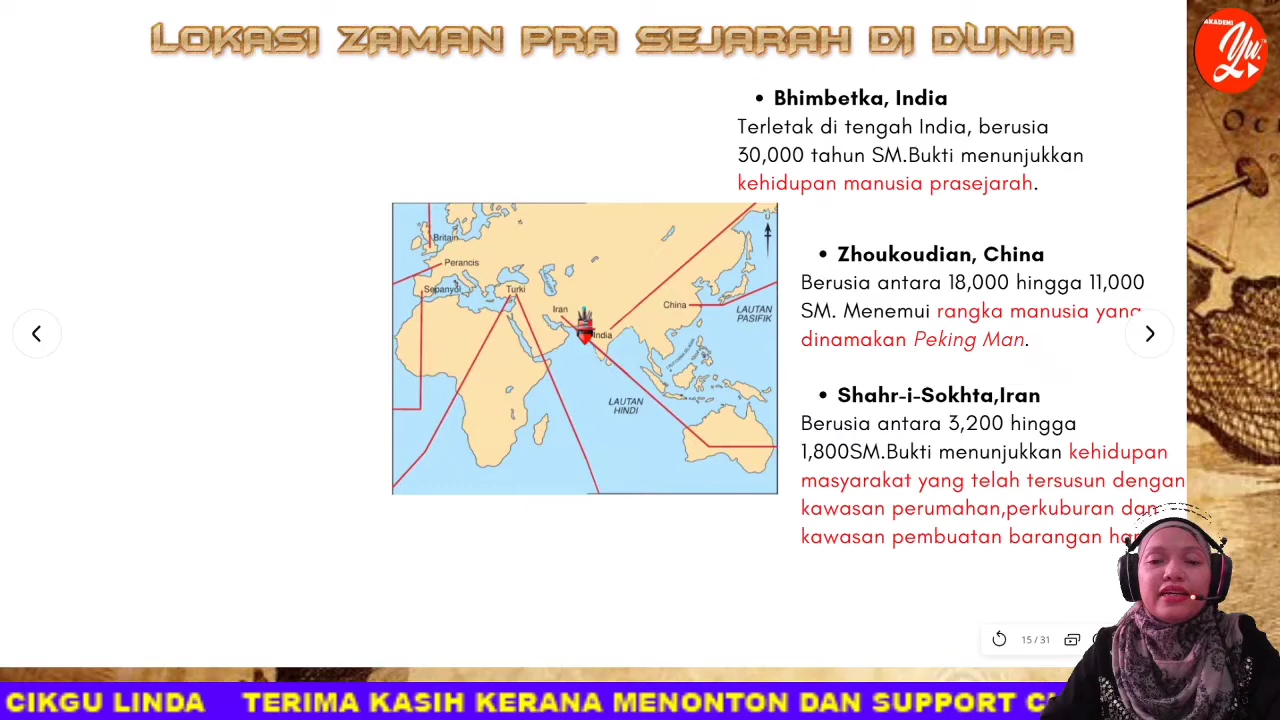 LOKASI ZAMAN PRA SEJARAH DI DUNIA
AKADEMI
Yu.
• Bhimbetka, India
Terletak di tengah India, berusia
30,000 tahun SM.Bukti menunjukkan
kehidupan manusia prasejarah.
• Zhoukoudian, China
Berusia antara 18,000 hingga 11,000
SM. Menemui rangka manusia yang
dinamakan Peking Man.
• Shahr-i-Sokhta,Iran
Berusia antara 3,200 hingga
1,800SM.Bukti menunjukkan kehidupan
masyarakat yang telah tersusun dengan
kawasan perumahan,perkuburan dan
kawasan pembuatan barangan
Britain
Perancis
Sepanyol
Turki
Iran
India
China
LAUTAN
PASIFIK
LAUTAN
HINDI
U
15 / 31
CIKGU LINDA TERIMA KASIH KERANA MENONTON DAN SUPPORT